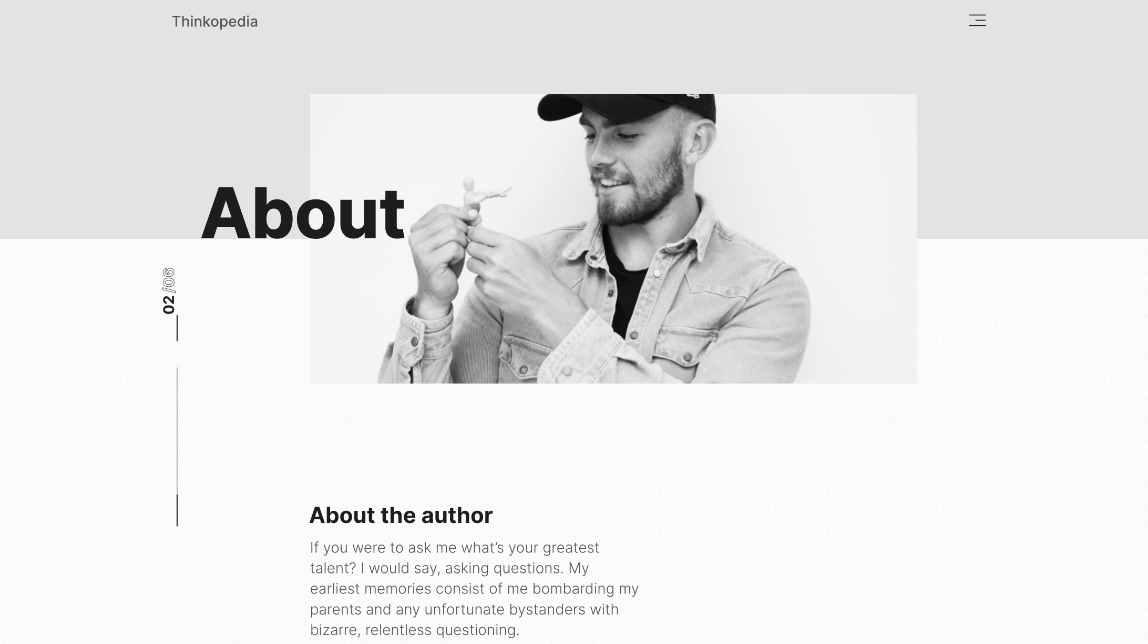 Thinkopedia
About
02/06
About the author
If you were to ask me what’s your greatest
talent? I would say, asking questions. My
earliest memories consist of me bombarding my
parents and any unfortunate bystanders with
bizarre, relentless questioning.